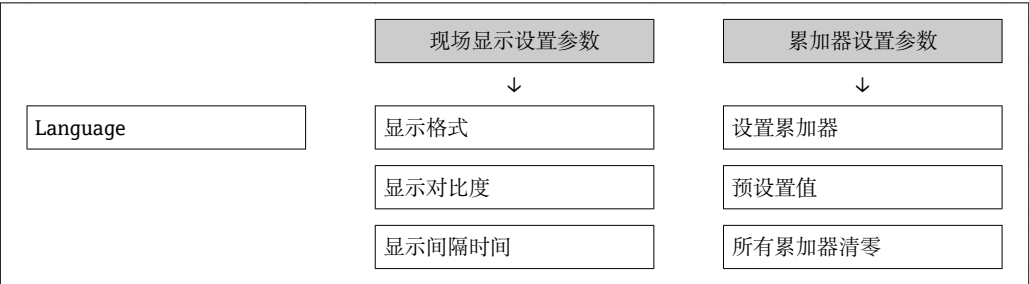 现场显示设置参数
累加器设置参数
↓
↓
Language
显示格式
设置累加器
显示对比度
预设置值
显示间隔时间
所有累加器清零